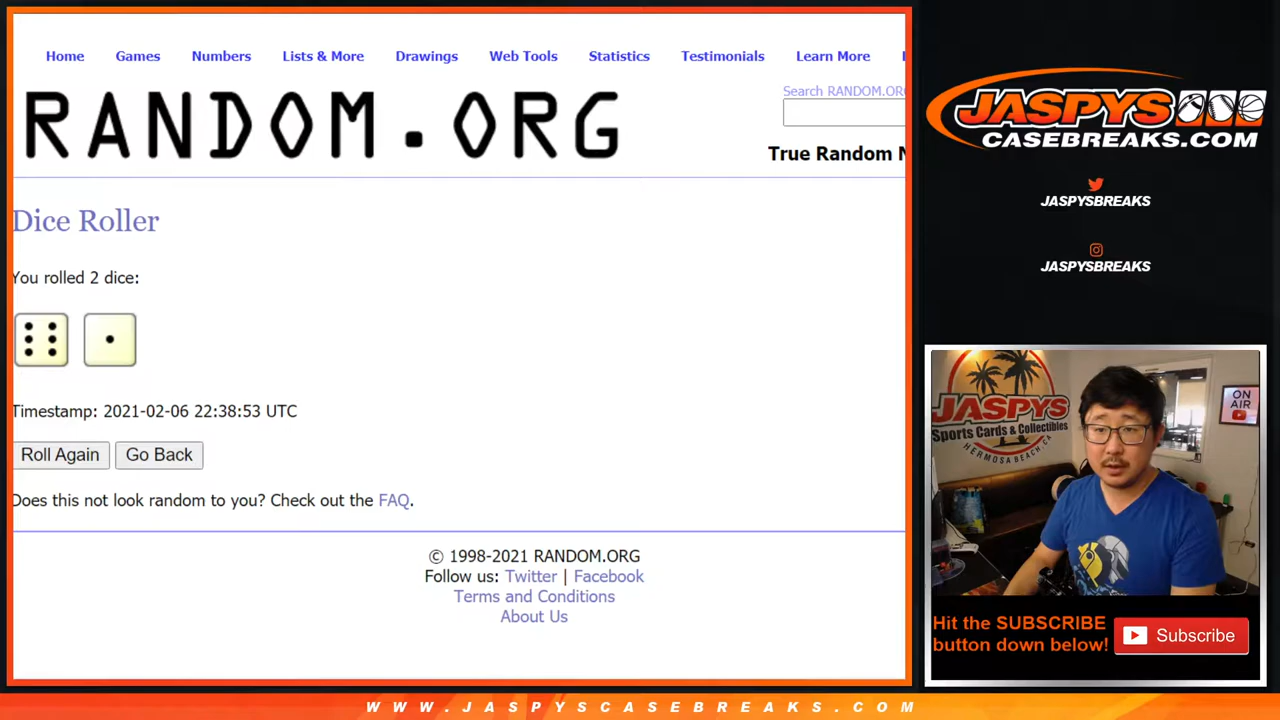 Home Games Numbers Lists & More Drawings Web Tools Statistics Testimonials Learn More
RANDOM.ORG
Search RANDOM.ORG
True Random N
Dice Roller
You rolled 2 dice:
Timestamp: 2021-02-06 22:38:53 UTC
Roll Again Go Back
Does this not look random to you? Check out the FAQ.
© 1998-2021 RANDOM.ORG
Follow us: Twitter | Facebook
Terms and Conditions
About Us
JASPYS
CASEBREAKS.COM
JASPYSBREAKS
JASPYSBREAKS
JASPYS
Sports Cards & Collectibles
HERMOSA BEACH, CA
ON
AIR
Hit the SUBSCRIBE
button down below!
Subscribe
WWW.JASPYSCASEBREAKS.COM